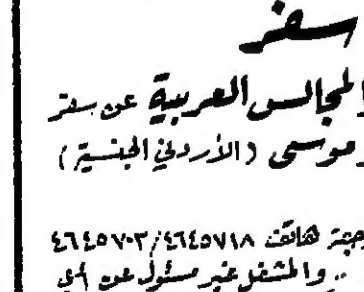 سفر
المجالس العربية عن سفر
موسى (الأردني الجنسية)
هاتف ٤٦٤٥٧١٨/٤٦٤٥٧٠٣
.. والمشغل غير مسئول عن أي